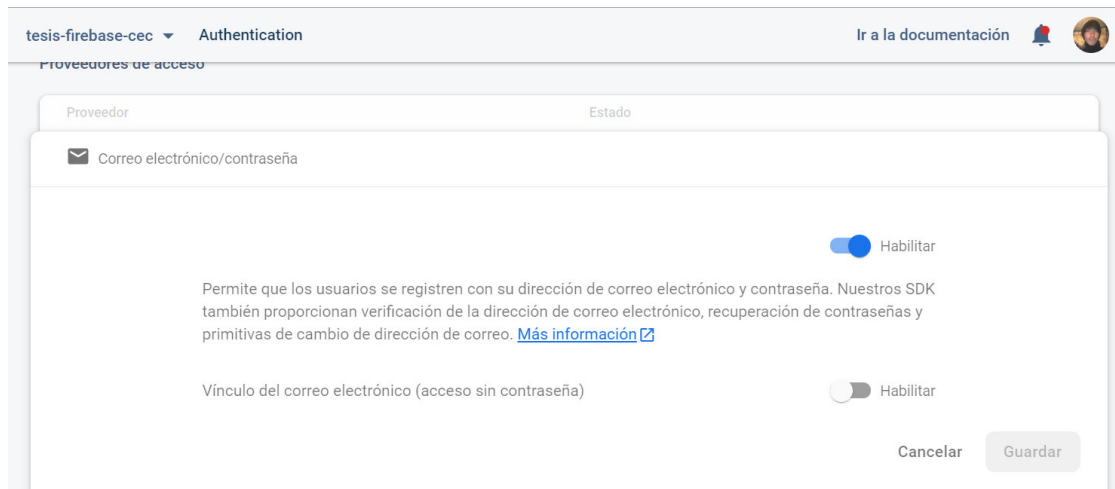 tesis-firebase-cec Authentication Ir a la documentación
Proveedores de acceso
Proveedor Estado
Correo electrónico/contraseña
Habilitar
Permite que los usuarios se registren con su dirección de correo electrónico y contraseña. Nuestros SDK
también proporcionan verificación de la dirección de correo electrónico, recuperación de contraseñas y
primitivas de cambio de dirección de correo. Más información
Vínculo del correo electrónico (acceso sin contraseña) Habilitar
Cancelar Guardar